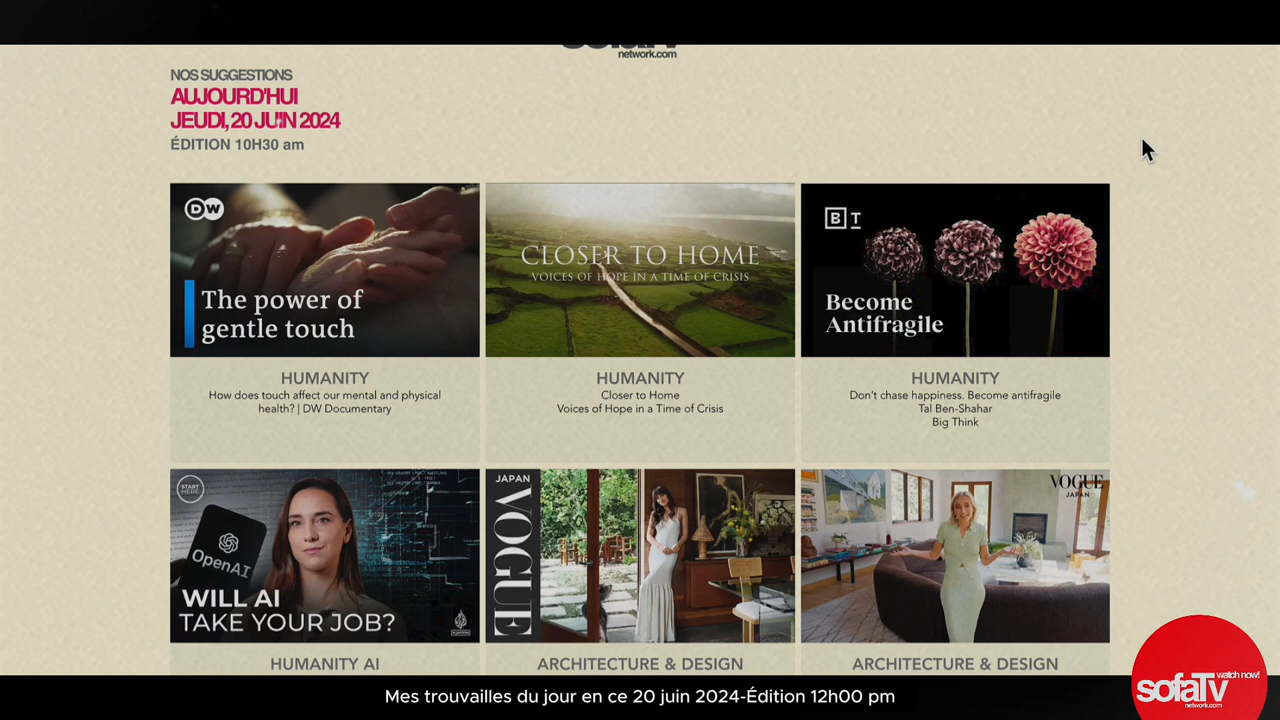 sofaTv
network.com
NOS SUGGESTIONS
AUJOURD'HUI
JEUDI, 20 JUIN 2024
ÉDITION 10H30 am
DW
The power of
gentle touch
CLOSER TO HOME
VOICES OF HOPE IN A TIME OF CRISIS
B T
Become
Antifragile
HUMANITY
How does touch affect our mental and physical
health? | DW Documentary
HUMANITY
Closer to Home
Voices of Hope in a Time of Crisis
HUMANITY
Don't chase happiness. Become antifragile
Tal Ben-Shahar
Big Think
START
HERE
OpenAI
WILL AI
TAKE YOUR JOB?
JAPAN
VOGUE
VOGUE
JAPAN
HUMANITY AI
ARCHITECTURE & DESIGN
ARCHITECTURE & DESIGN
Mes trouvailles du jour en ce 20 juin 2024-Édition 12h00 pm
watch now!
sofaTv
network.com